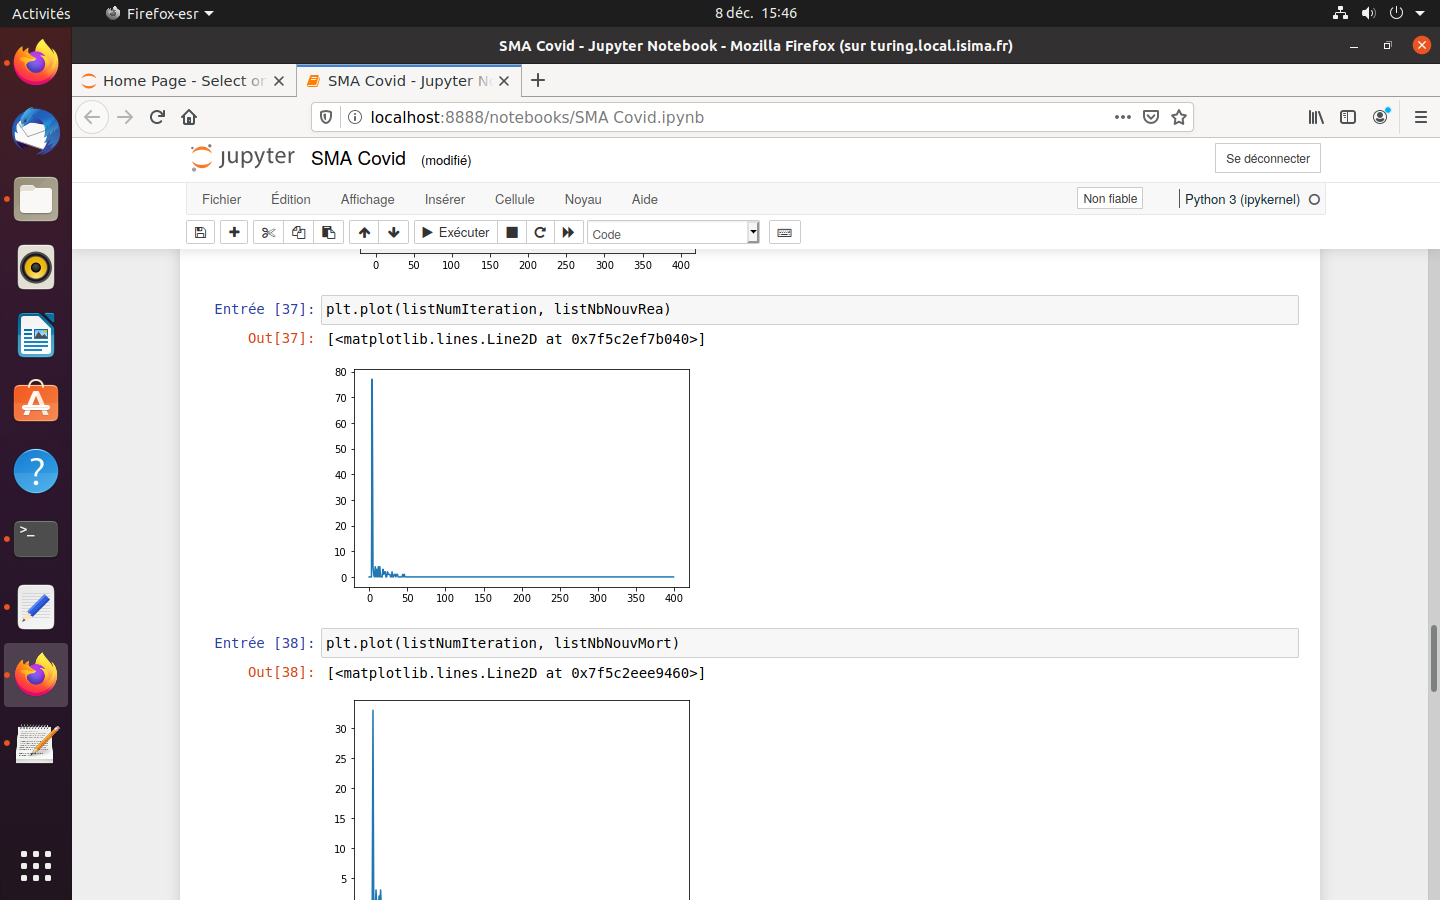 Activités Firefox-esr 8 déc. 15:46
SMA Covid - Jupyter Notebook - Mozilla Firefox (sur turing.local.isima.fr)
Home Page - Select or SMA Covid - Jupyter No
localhost:8888/notebooks/SMA Covid.ipynb
jupyter SMA Covid (modifié) Se déconnecter
Fichier Édition Affichage Insérer Cellule Noyau Aide Non fiable Python 3 (ipykernel)
Exécuter Code
0 50 100 150 200 250 300 350 400
Entrée [37]: plt.plot(listNumIteration, listNbNouvRea)
Out[37]: [<matplotlib.lines.Line2D at 0x7f5c2ef7b040>]
80
70
60
50
40
30
20
10
0
0 50 100 150 200 250 300 350 400
Entrée [38]: plt.plot(listNumIteration, listNbNouvMort)
Out[38]: [<matplotlib.lines.Line2D at 0x7f5c2eee9460>]
30
25
20
15
10
5